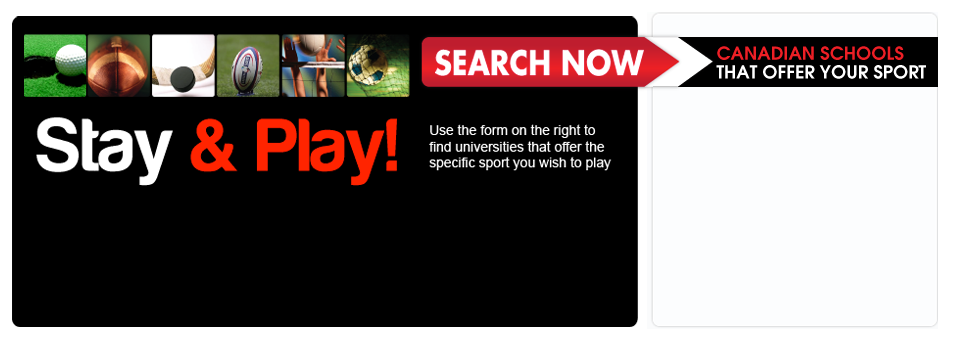 SEARCH NOW
CANADIAN SCHOOLS
THAT OFFER YOUR SPORT
Stay & Play!
Use the form on the right to
find universities that offer the
specific sport you wish to play